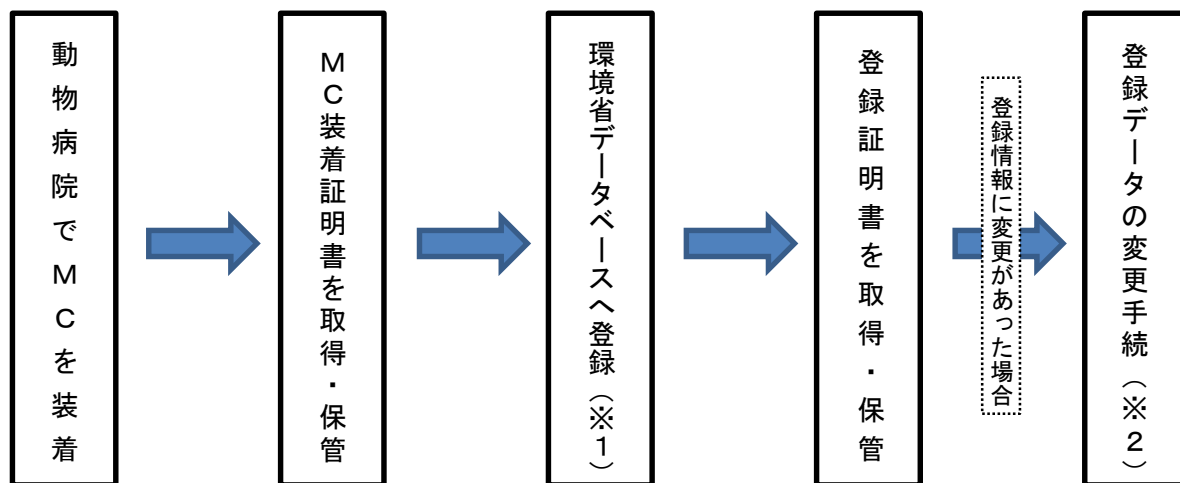 動物病院でＭＣを装着
ＭＣ装着証明書を取得・保管
環境省データベースへ登録（※１）
登録証明書を取得・保管
登録情報に変更があった場合
登録データの変更手続（※２）